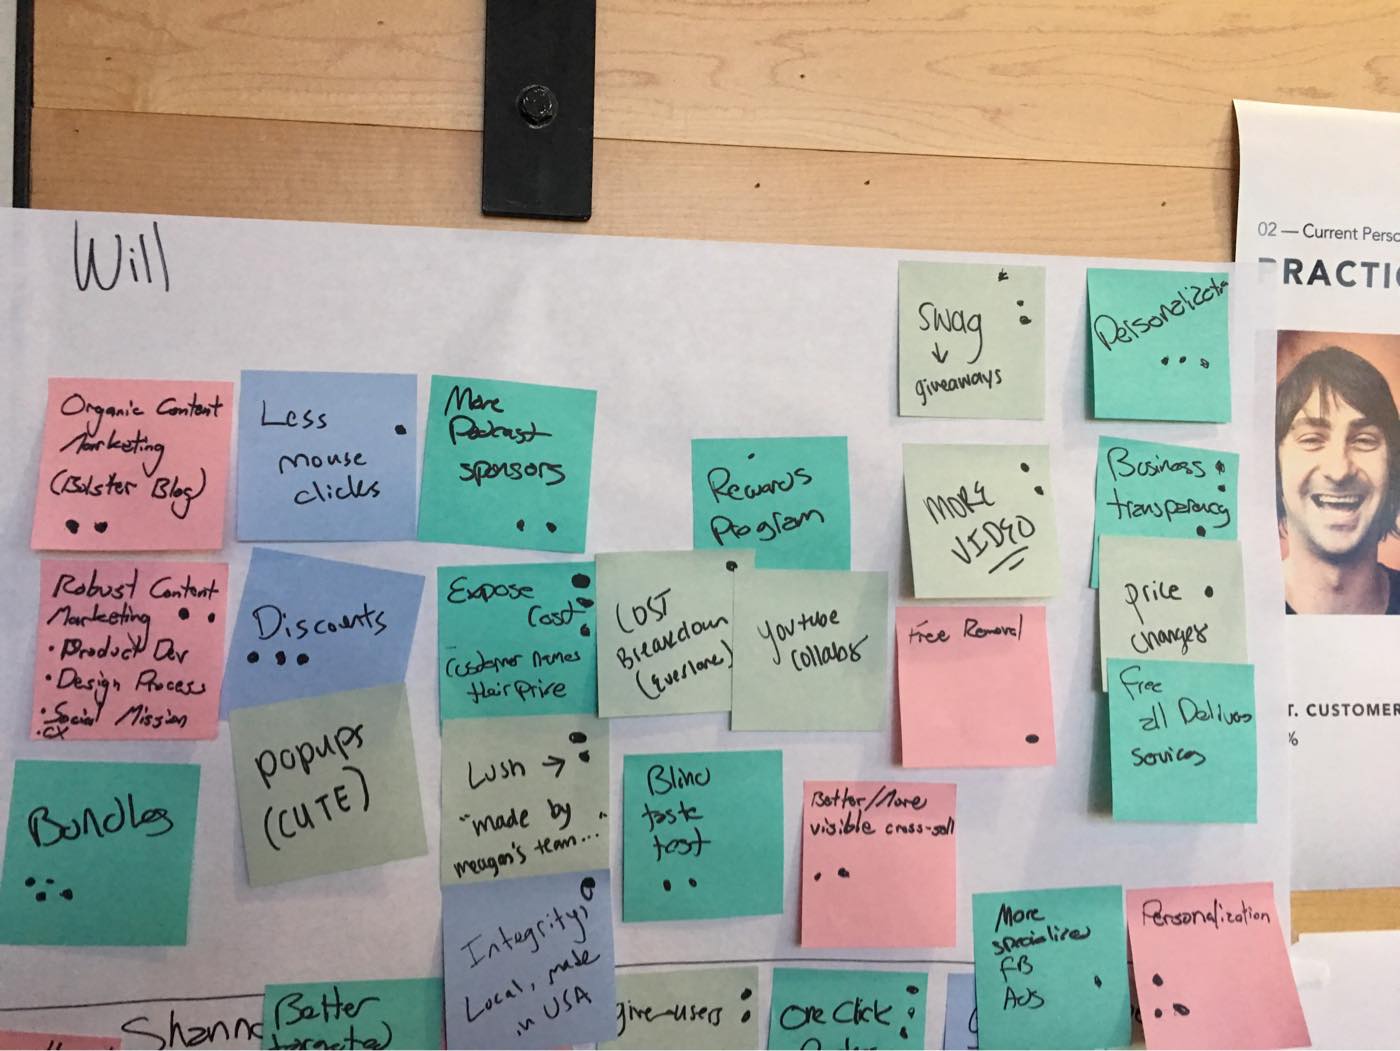 Will
02 — Current Perso
PRACTIC
T. CUSTOMER
%
Swag
↓
giveaways
Personalization
Organic Content
Marketing
(Bolster Blog)
Less
mouse
clicks
More
Podcast
sponsors
Rewards
Program
MORE
VIDEO
Business
transparency
Robust Content
Marketing
• Product Dev
• Design Process
• Social Mission
• CX
Discounts
Expose
Cost
Customer names
their price
COST
Breakdown
(everlane)
Youtube
collabs
Free Removal
price
changes
Free
all Delivery
services
popups
(CUTE)
Bundles
Lush →
"made by
meagan's team..."
Blind
taste
test
Better/More
visible cross-sell
Integrity,
Local, made
in USA
More
specialized
FB
Ads
Personalization
Shann
Better
targeted
give-users
One Click